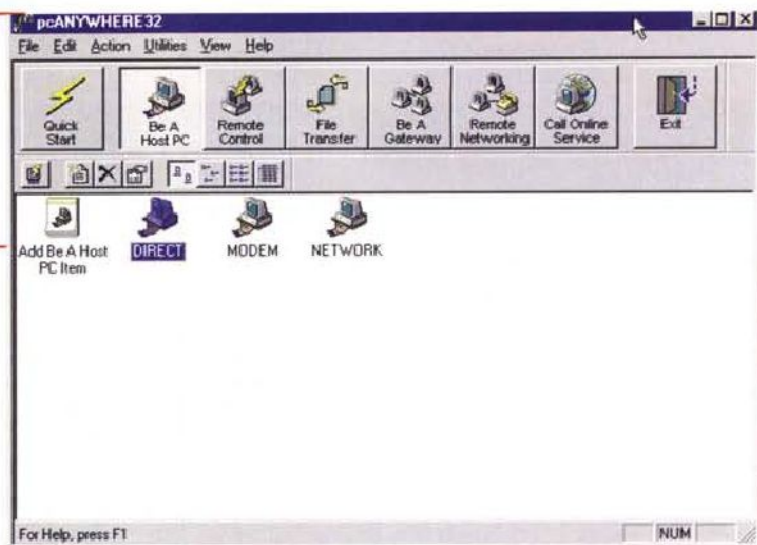 pcANYWHERE32
File Edit Action Utilities View Help
Quick Start
Be A Host PC
Remote Control
File Transfer
Be A Gateway
Remote Networking
Call Online Service
Exit
Add Be A Host PC Item
DIRECT
MODEM
NETWORK
For Help, press F1
NUM